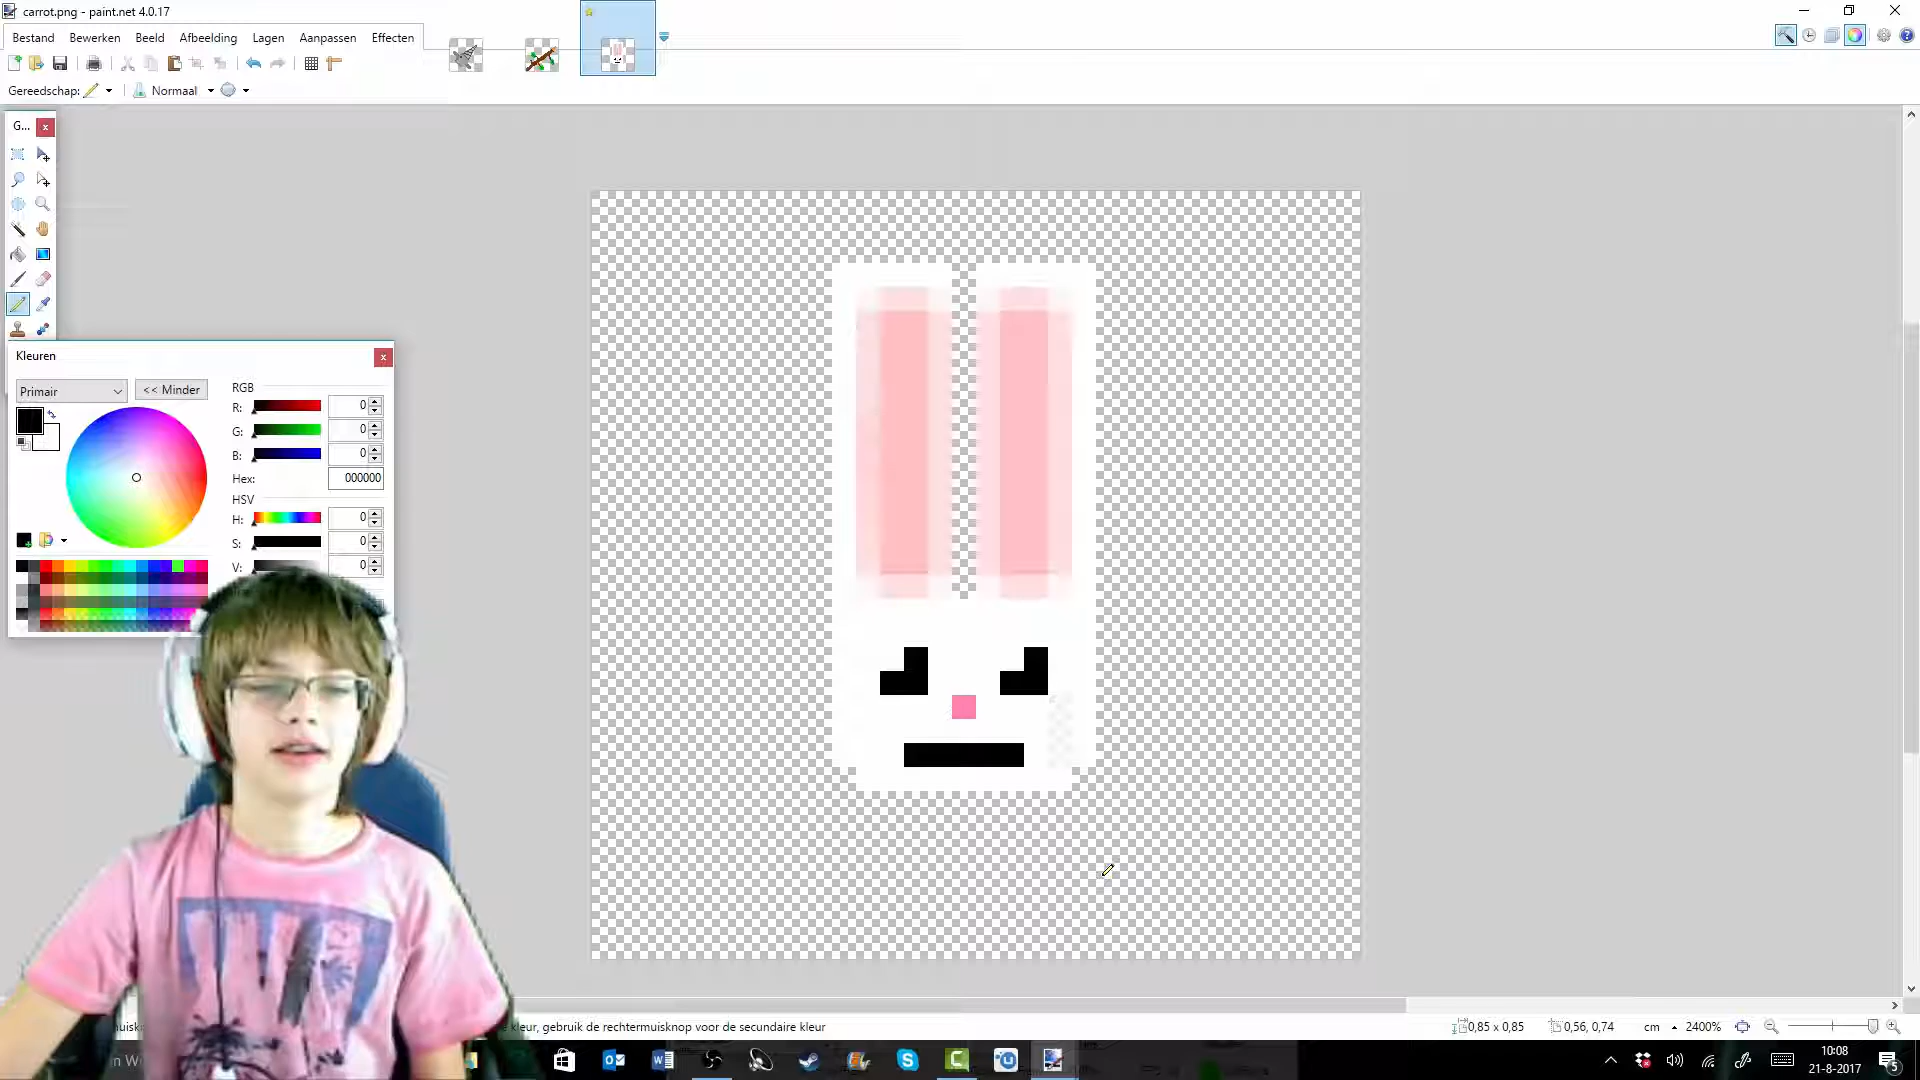 carrot.png - paint.net 4.0.17
Bestand Bewerken Beeld Afbeelding Lagen Aanpassen Effecten
Gereedschap: Normaal
G...
Kleuren
Primair << Minder RGB
R: 0
G: 0
B: 0
Hex: 000000
HSV
H: 0
S: 0
V: 0
kleur, gebruik de rechtermuisknop voor de secundaire kleur
0,85 x 0,85 0,56, 0,74 cm 2400%
10:08
21-8-2017
5